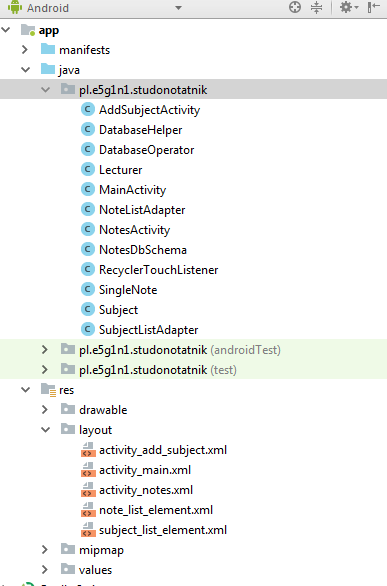 Android
app
manifests
java
pl.e5g1n1.studonotatnik
AddSubjectActivity
DatabaseHelper
DatabaseOperator
Lecturer
MainActivity
NoteListAdapter
NotesActivity
NotesDbSchema
RecyclerTouchListener
SingleNote
Subject
SubjectListAdapter
pl.e5g1n1.studonotatnik (androidTest)
pl.e5g1n1.studonotatnik (test)
res
drawable
layout
activity_add_subject.xml
activity_main.xml
activity_notes.xml
note_list_element.xml
subject_list_element.xml
mipmap
values